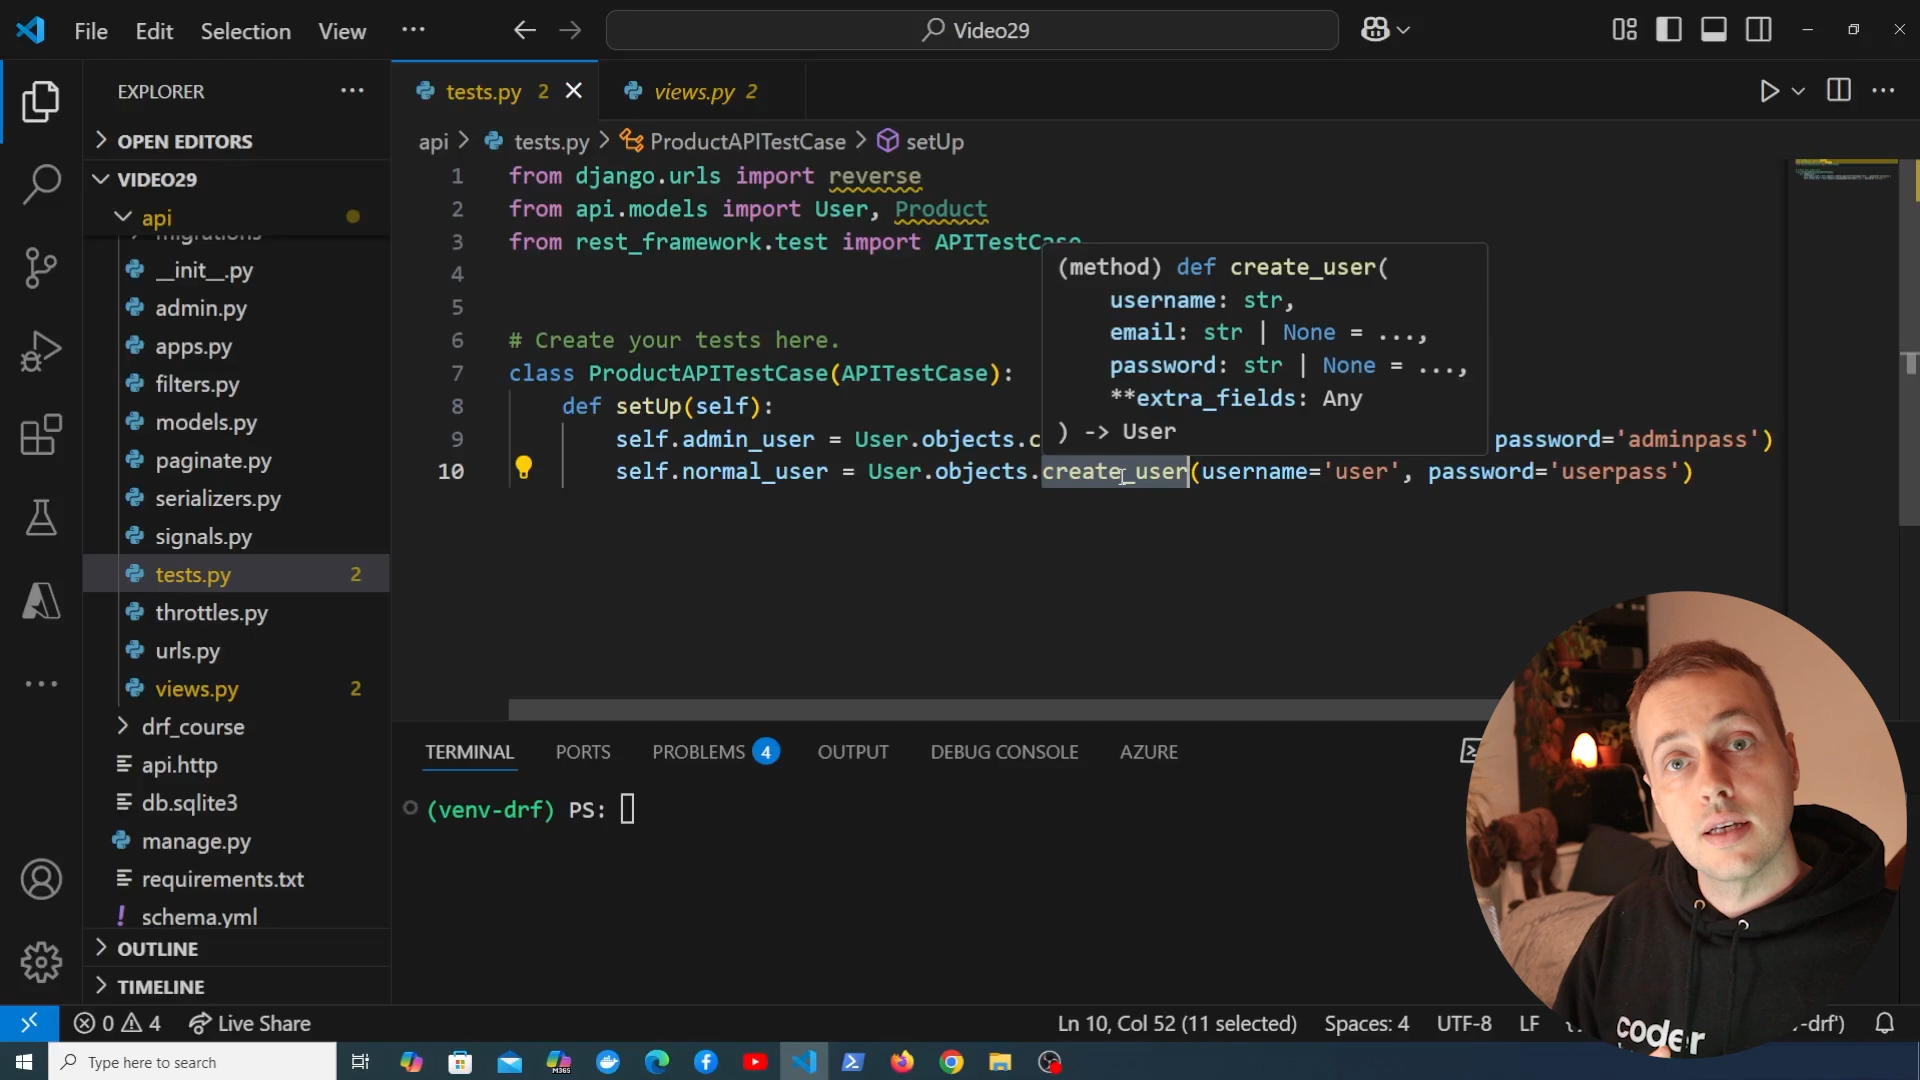 File Edit Selection View ...
Video29
EXPLORER
OPEN EDITORS
VIDEO29
api
migrations
__init__.py
admin.py
apps.py
filters.py
models.py
paginate.py
serializers.py
signals.py
tests.py 2
throttles.py
urls.py
views.py 2
drf_course
api.http
db.sqlite3
manage.py
requirements.txt
schema.yml
OUTLINE
TIMELINE
tests.py 2
views.py 2
api > tests.py > ProductAPITestCase > setUp
1 from django.urls import reverse
2 from api.models import User, Product
3 from rest_framework.test import APITestCase
4
5
6 # Create your tests here.
7 class ProductAPITestCase(APITestCase):
8 def setUp(self):
9 self.admin_user = User.objects.c password='adminpass')
10 self.normal_user = User.objects.create_user(username='user', password='userpass')
(method) def create_user(
username: str,
email: str | None = ...,
password: str | None = ...,
**extra_fields: Any
) -> User
TERMINAL PORTS PROBLEMS 4 OUTPUT DEBUG CONSOLE AZURE
(venv-drf) PS:
coder
0 4 Live Share
Ln 10, Col 52 (11 selected) Spaces: 4 UTF-8 LF -drf')
Type here to search
M365